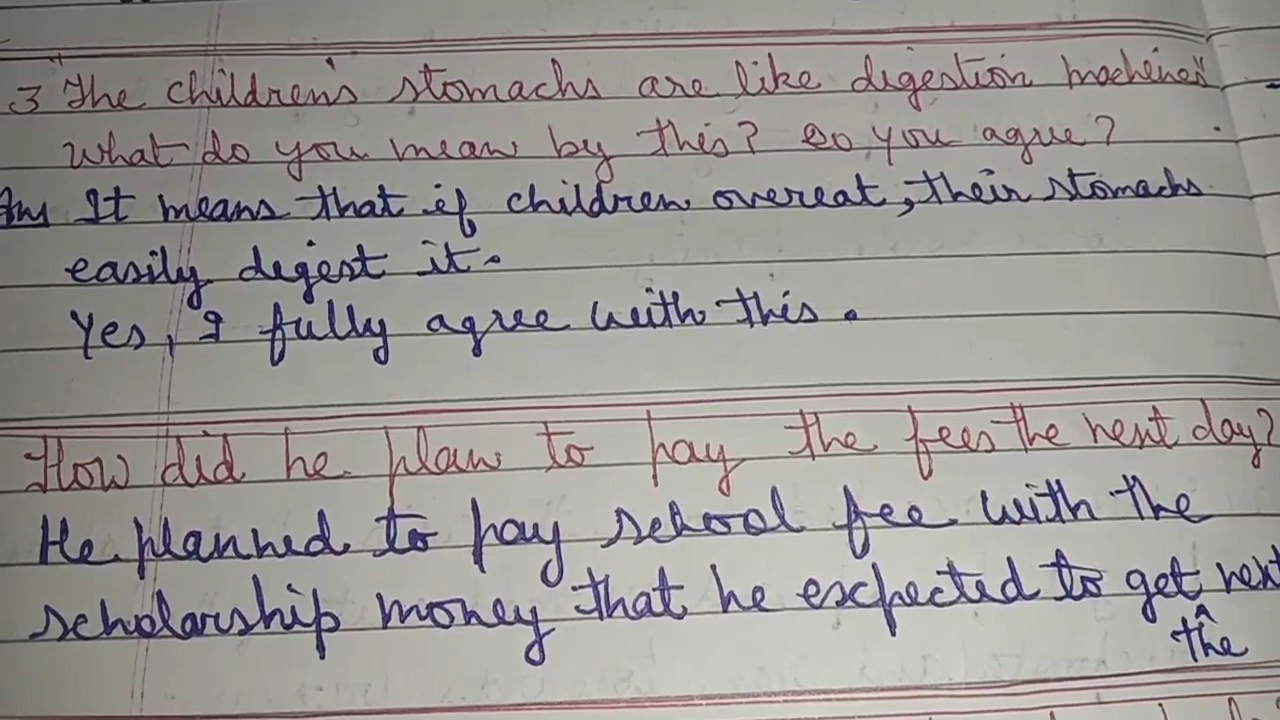 3 "The children's stomachs are like digestion machines"
What do you mean by this? Do you agree?
Ans It means that if children overeat, their stomachs
easily digest it.
Yes, I fully agree with this.
How did he plan to pay the fees the next day?
He planned to pay school fee with the
scholarship money that he expected to get next
^
the